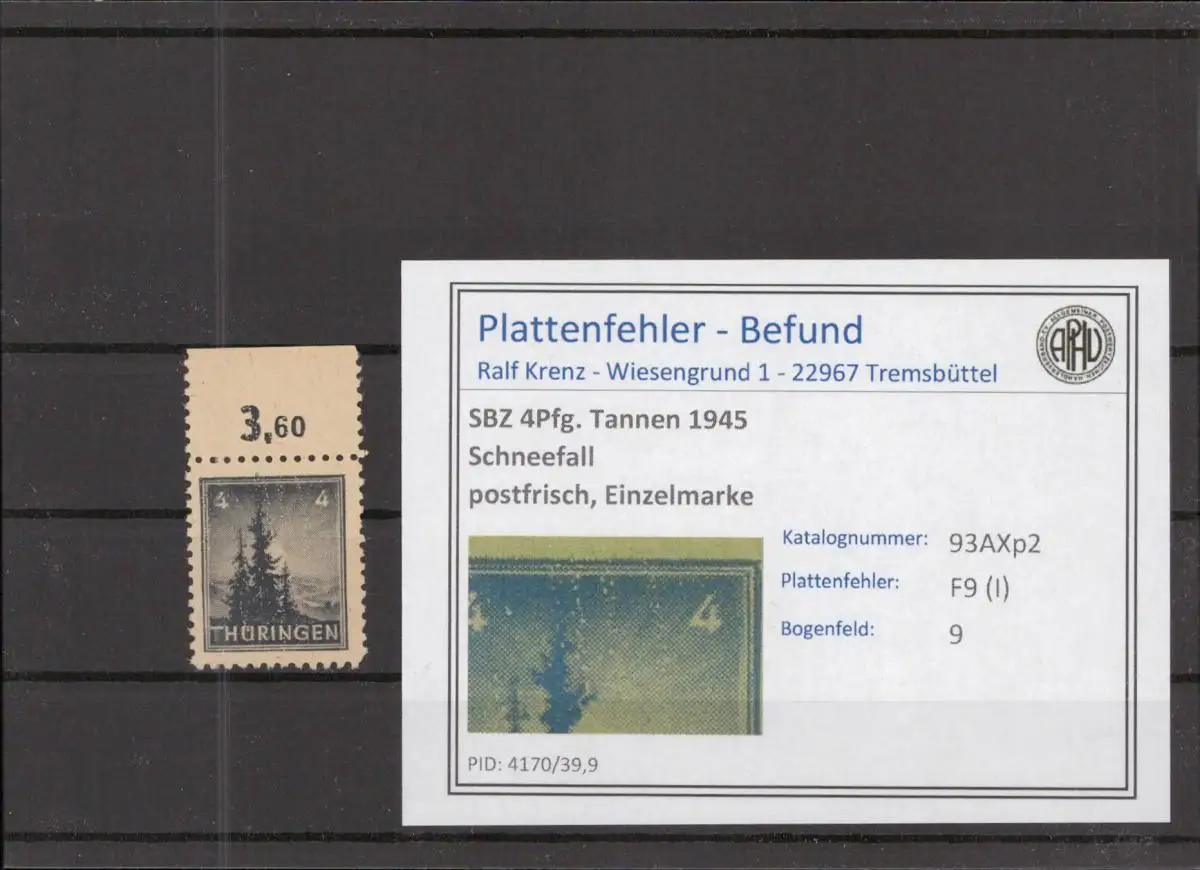 3,60
4 4
THÜRINGEN
Plattenfehler - Befund
Ralf Krenz - Wiesengrund 1 - 22967 Tremsbüttel
APHV
SBZ 4Pfg. Tannen 1945
Schneefall
postfrisch, Einzelmarke
4 4
Katalognummer: 93AXp2
Plattenfehler: F9 (I)
Bogenfeld: 9
PID: 4170/39,9